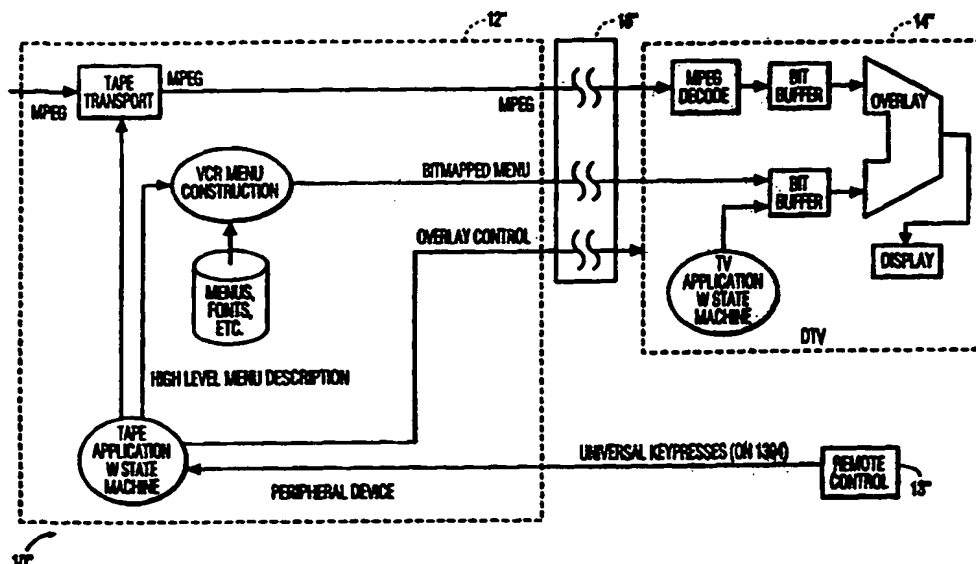 12"
16"
14"
MPEG
TAPE
TRANSPORT
MPEG
MPEG
MPEG
DECODE
BIT
BUFFER
OVERLAY
VCR MENU
CONSTRUCTION
BITMAPPED MENU
BIT
BUFFER
OVERLAY CONTROL
MENUS,
FONTS,
ETC.
TV
APPLICATION
W STATE
MACHINE
DISPLAY
DTV
HIGH LEVEL MENU DESCRIPTION
TAPE
APPLICATION
W STATE
MACHINE
UNIVERSAL KEYPRESSES (ON 1394)
REMOTE
CONTROL
13"
PERIPHERAL DEVICE
10"